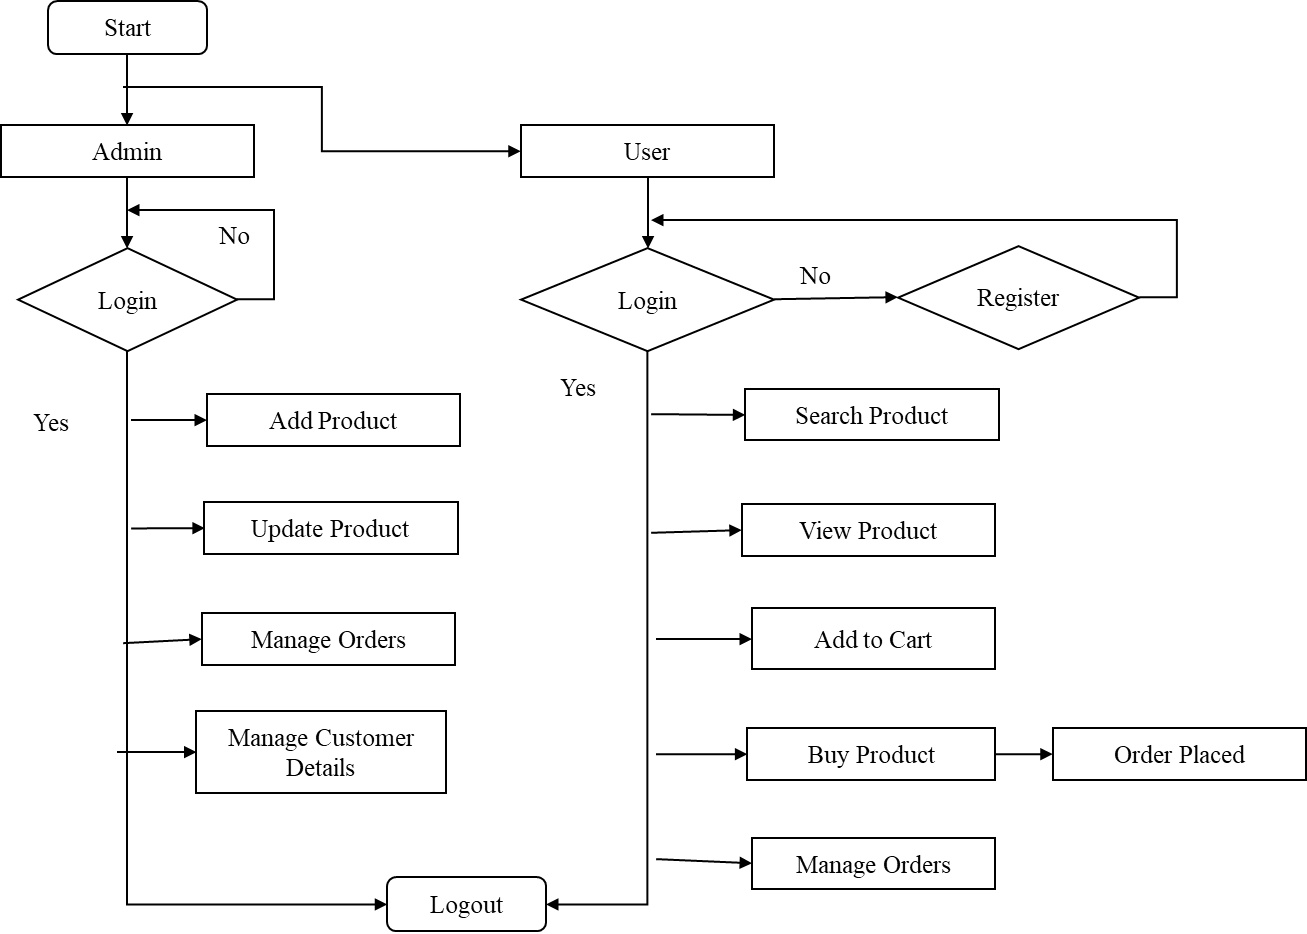 Start
Admin
User
No
Login
Login
No
Register
Yes
Yes
Add Product
Search Product
Update Product
View Product
Manage Orders
Add to Cart
Manage Customer
Details
Buy Product
Order Placed
Manage Orders
Logout